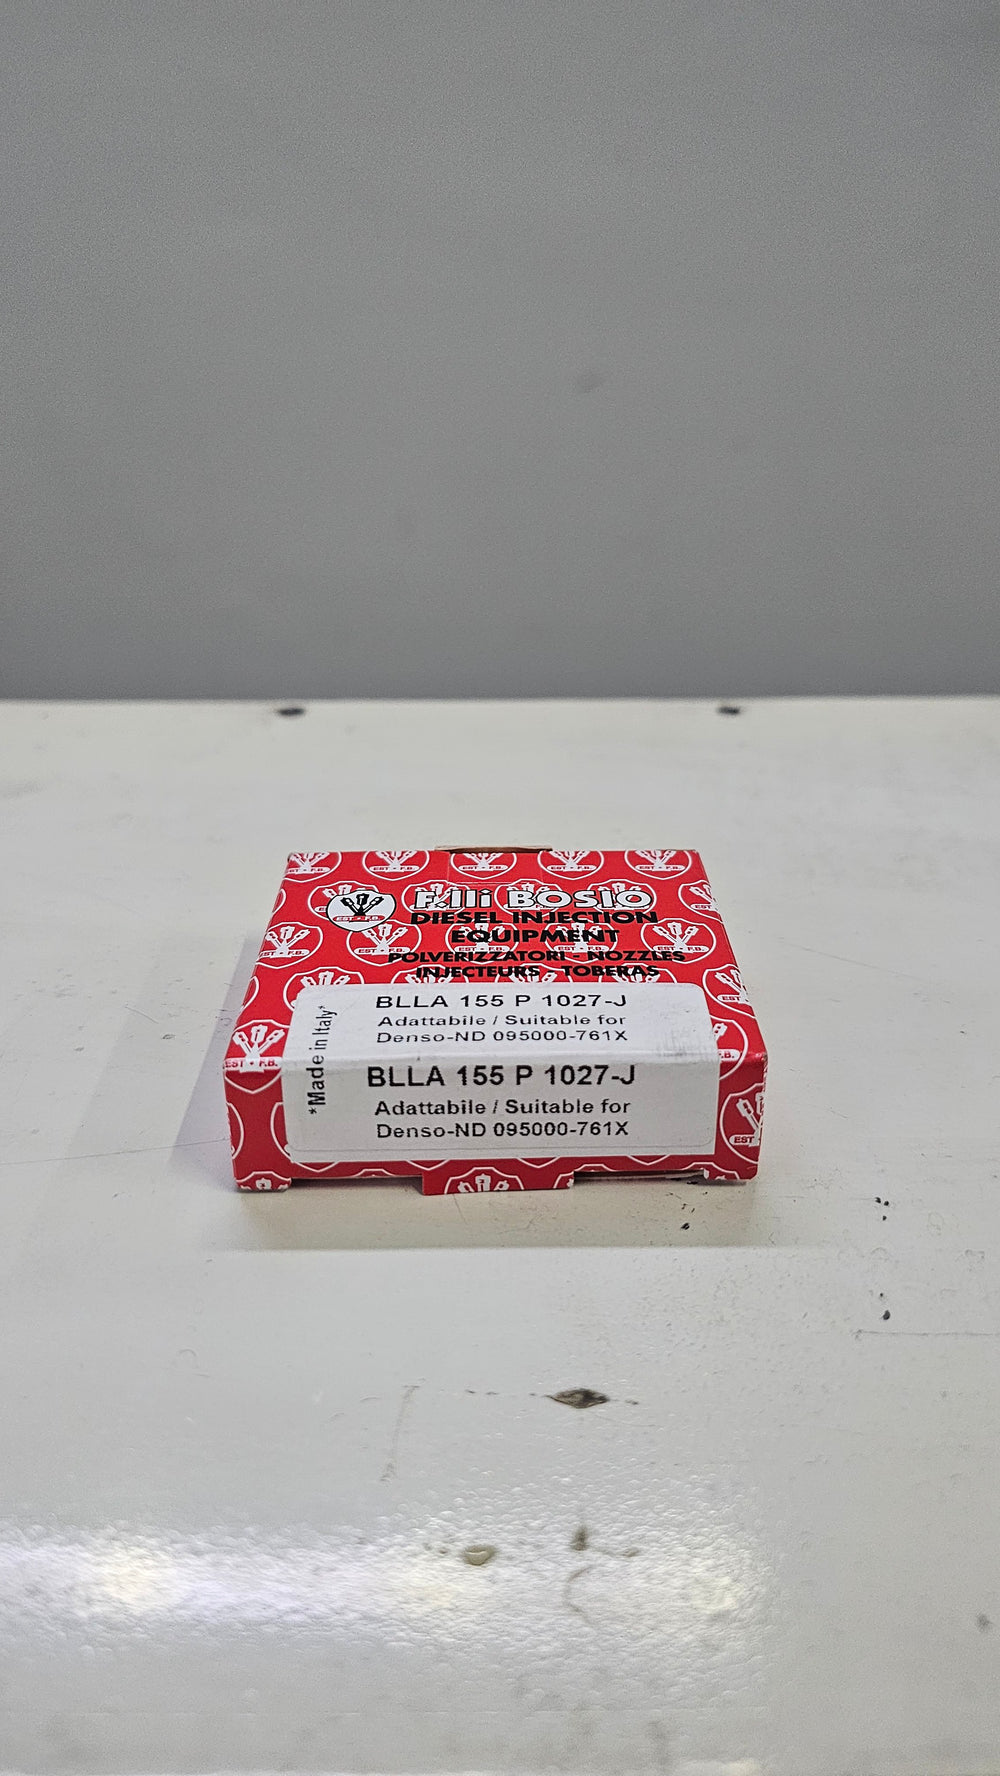 F.lli BOSIO
EST • F.B.
DIESEL INJECTION
EQUIPMENT
POLVERIZZATORI - NOZZLES
INJECTEURS - TOBERAS
*Made in Italy*
BLLA 155 P 1027-J
Adattabile / Suitable for
Denso-ND 095000-761X
BLLA 155 P 1027-J
Adattabile / Suitable for
Denso-ND 095000-761X